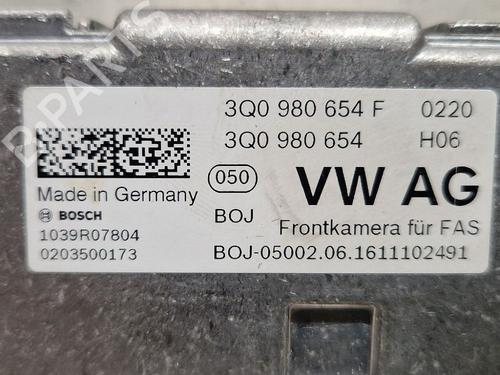 3Q0 980 654 F 0220
3Q0 980 654 H06
Made in Germany
050
VW AG
BOSCH
BOJ
Frontkamera für FAS
1039R07804
0203500173
BOJ-05002.06.1611102491
B-PARTS